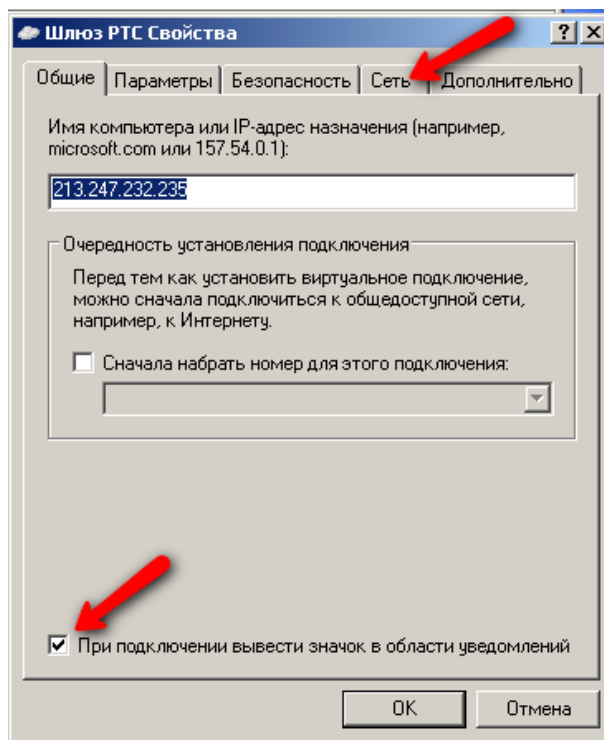 Шлюз РТС Свойства
Общие Параметры Безопасность Сеть Дополнительно
Имя компьютера или IP-адрес назначения (например,
microsoft.com или 157.54.0.1):
213.247.232.235
Очередность установления подключения
Перед тем как установить виртуальное подключение,
можно сначала подключиться к общедоступной сети,
например, к Интернету.
Сначала набрать номер для этого подключения:
При подключении вывести значок в области уведомлений
OK Отмена